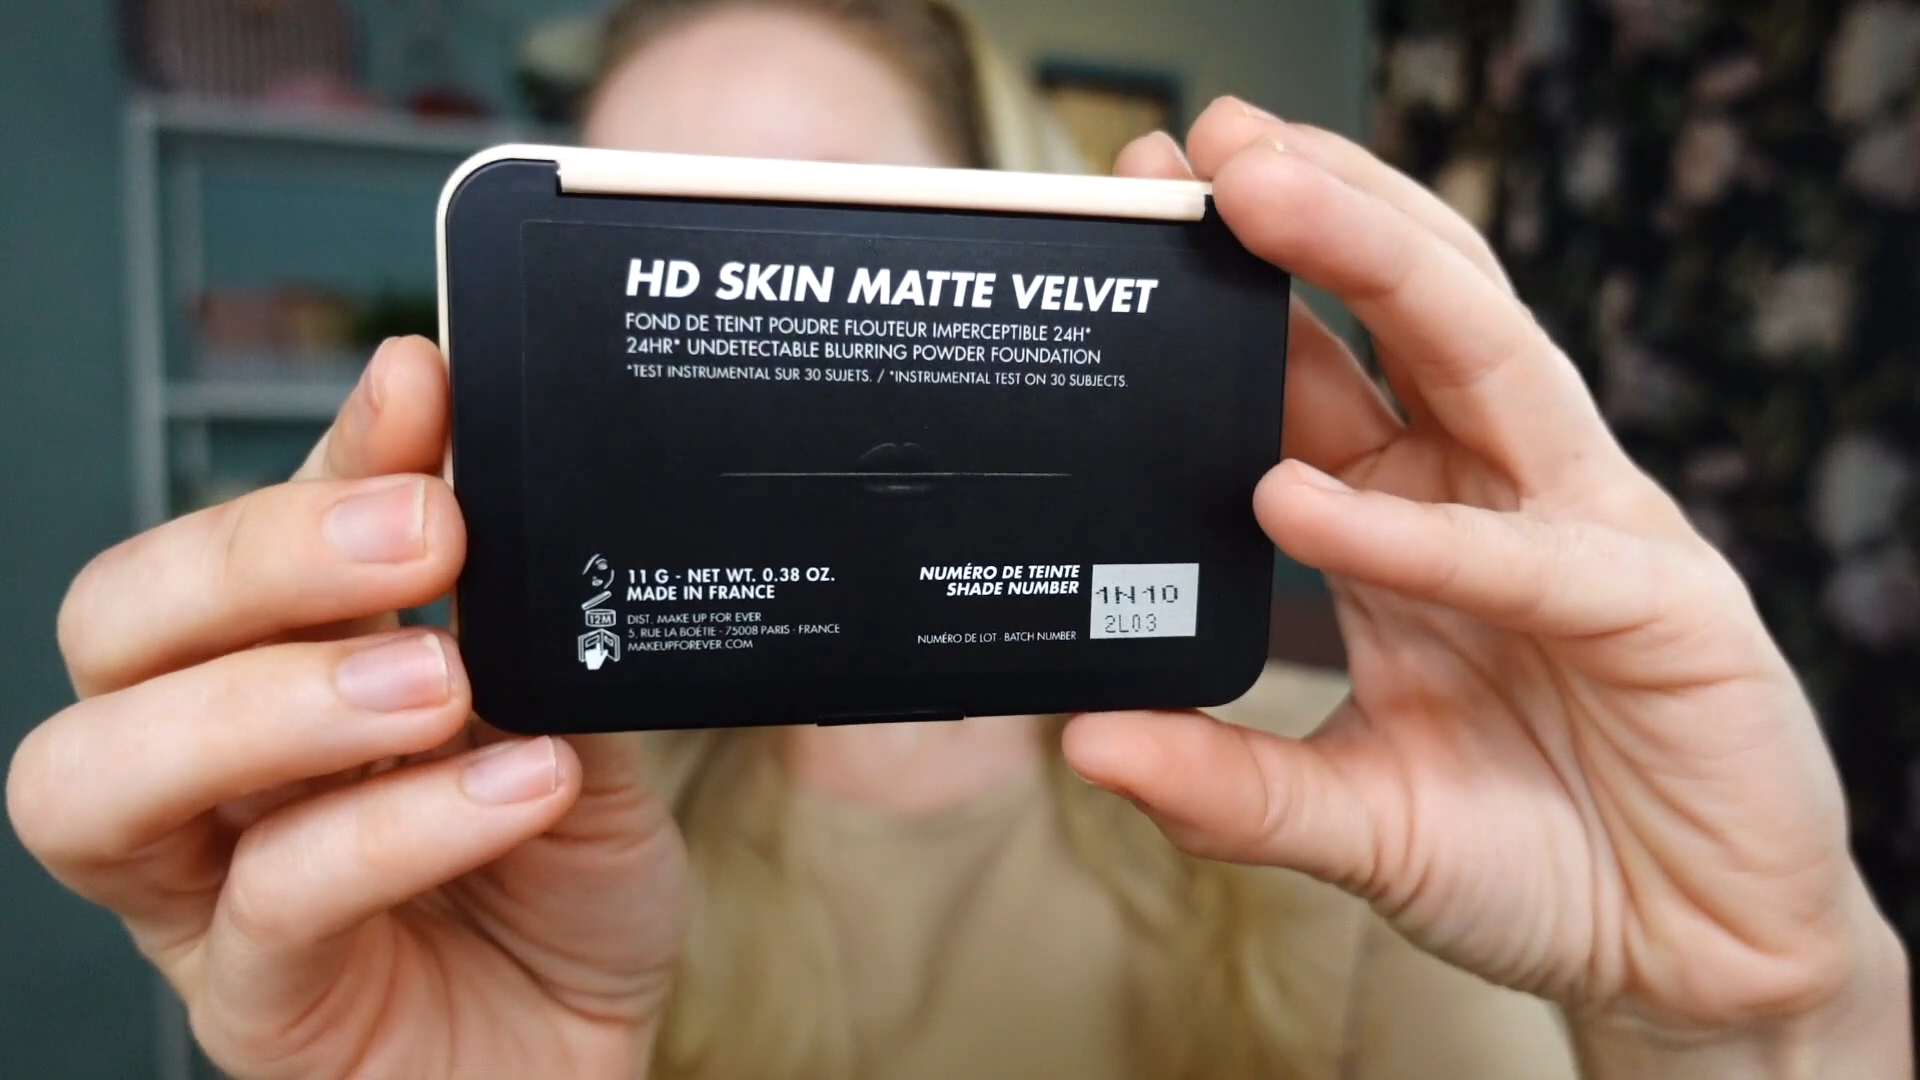 HD SKIN MATTE VELVET
FOND DE TEINT POUDRE FLOUTEUR IMPERCEPTIBLE 24H*
24HR* UNDETECTABLE BLURRING POWDER FOUNDATION
*TEST INSTRUMENTAL SUR 30 SUJETS. / *INSTRUMENTAL TEST ON 30 SUBJECTS.
11 G - NET WT. 0.38 OZ.
MADE IN FRANCE
12M
DIST. MAKE UP FOR EVER
5, RUE LA BOÉTIE - 75008 PARIS - FRANCE
MAKEUPFOREVER.COM
NUMÉRO DE TEINTE
SHADE NUMBER
1N10
NUMÉRO DE LOT - BATCH NUMBER
2L03